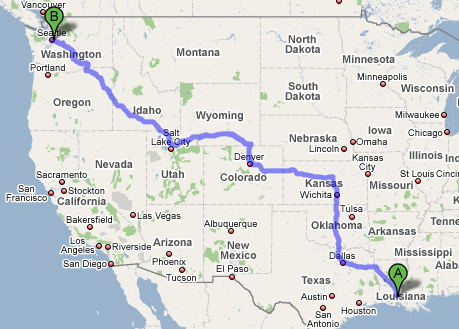 Vancouver
B
Seattle
Washington
Montana
North
Dakota
Minnesota
Portland
Minneapolis
Oregon
Idaho
South
Dakota
Wisconsin
Wyoming
Milwaukee
Salt
Lake City
Nebraska
Iowa
Omaha
Chicago
Lincoln
Nevada
Utah
Denver
Colorado
Kansas
City
Illinois
Sacramento
Stockton
San
Francisco
California
Kansas
Wichita
Missouri
St Louis
Las Vegas
Bakersfield
Tulsa
Oklahoma
Arkansas
Albuquerque
New
Mexico
Los
Angeles
Riverside
San Diego
Arizona
Phoenix
Tucson
El Paso
Dallas
Mississippi
A
Texas
Louisiana
Austin
Houston
San
Antonio